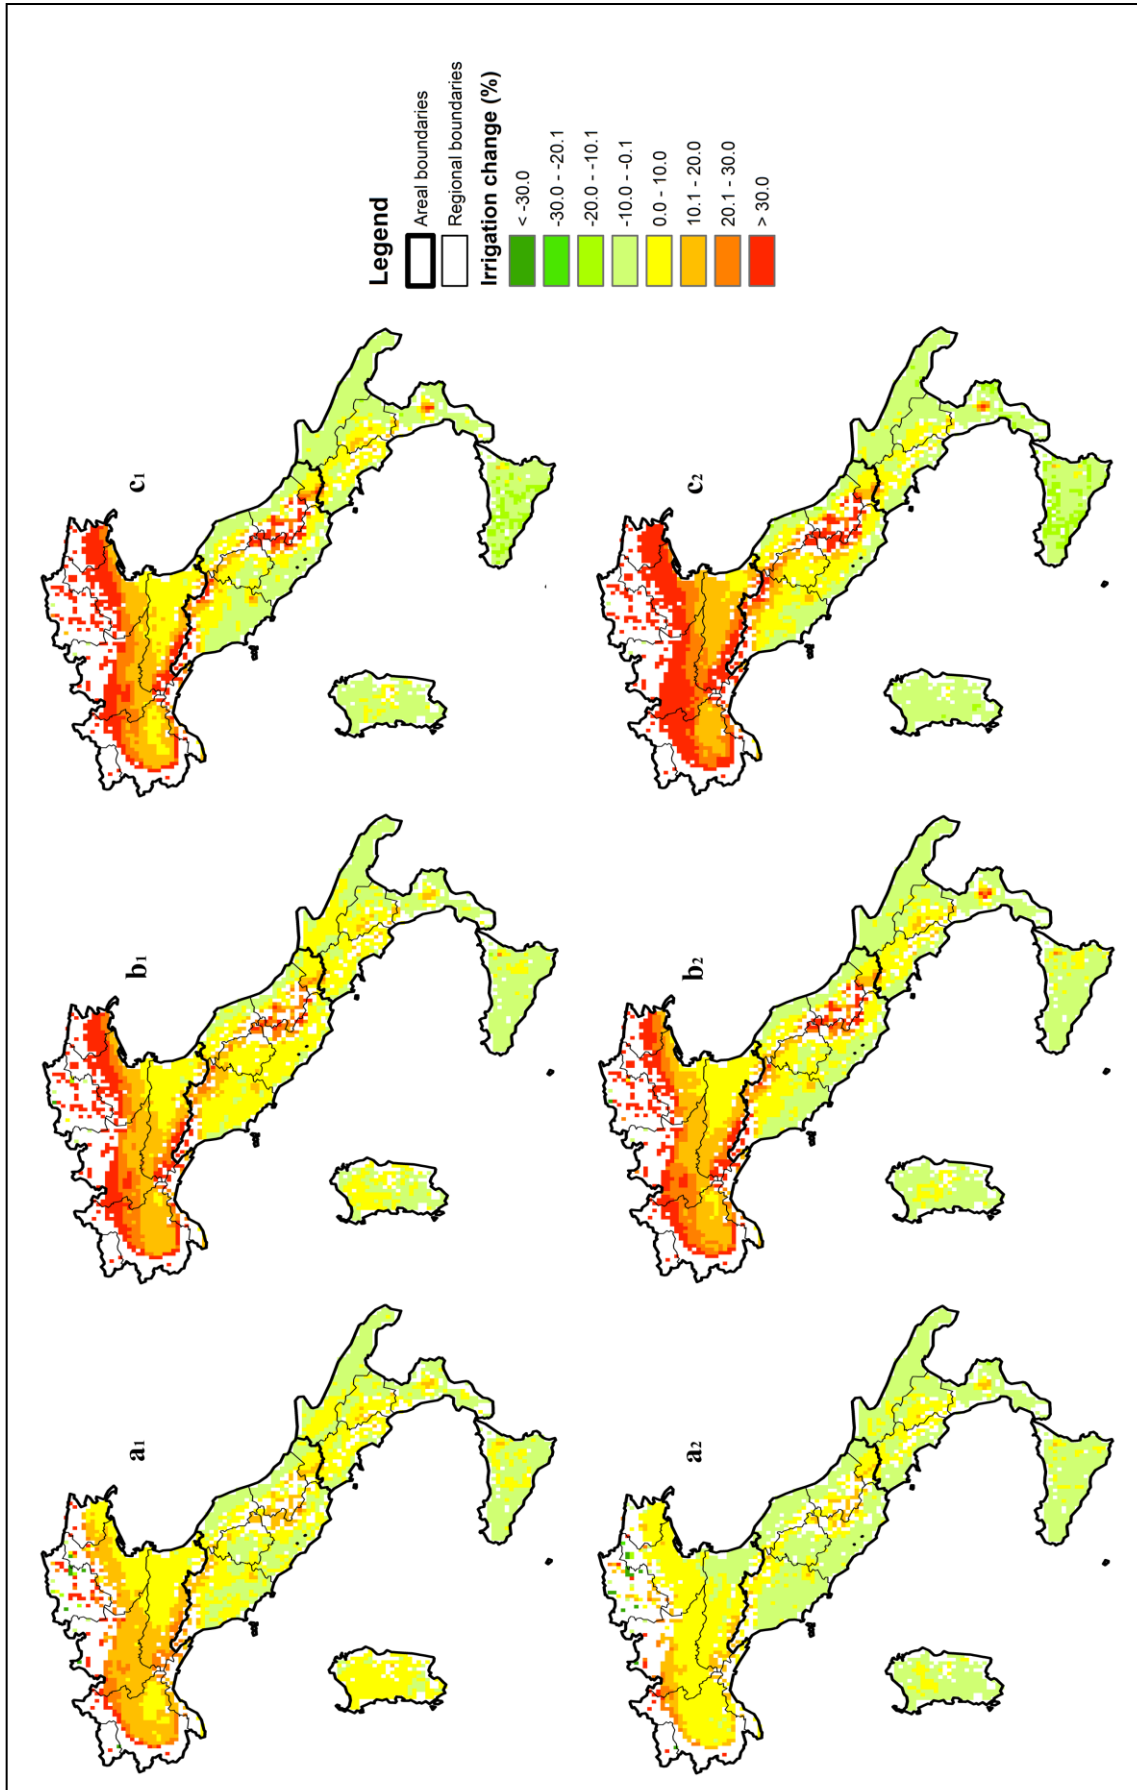 a1
b1
c1
a2
b2
c2
Legend
Areal boundaries
Regional boundaries
Irrigation change (%)
< -30.0
-30.0 - -20.1
-20.0 - -10.1
-10.0 - -0.1
0.0 - 10.0
10.1 - 20.0
20.1 - 30.0
> 30.0